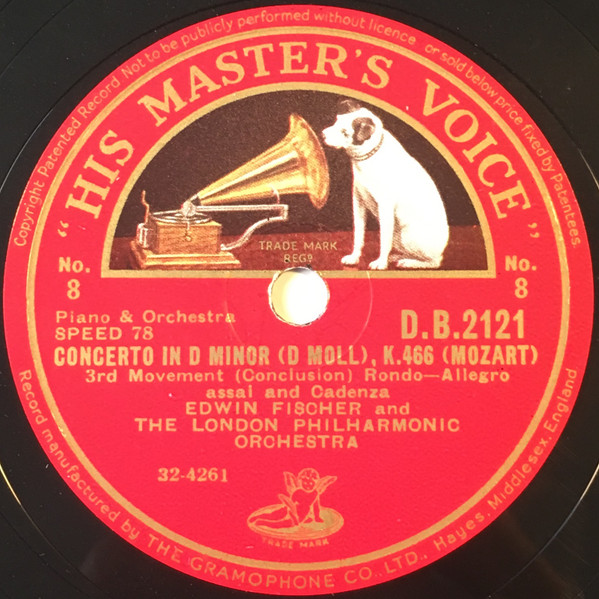 Copyright Patented Record Not to be publicly performed without licence or sold below price fixed by Patentees.
"HIS MASTER'S VOICE"
TRADE MARK
REGD
No.
8
No.
8
Piano & Orchestra
SPEED 78
D.B.2121
CONCERTO IN D MINOR (D MOLL), K.466 (MOZART)
3rd Movement (Conclusion) Rondo—Allegro
assai and Cadenza
EDWIN FISCHER and
THE LONDON PHILHARMONIC
ORCHESTRA
32-4261
TRADE MARK
Record manufactured by THE GRAMOPHONE CO., LTD., Hayes, Middlesex, England.